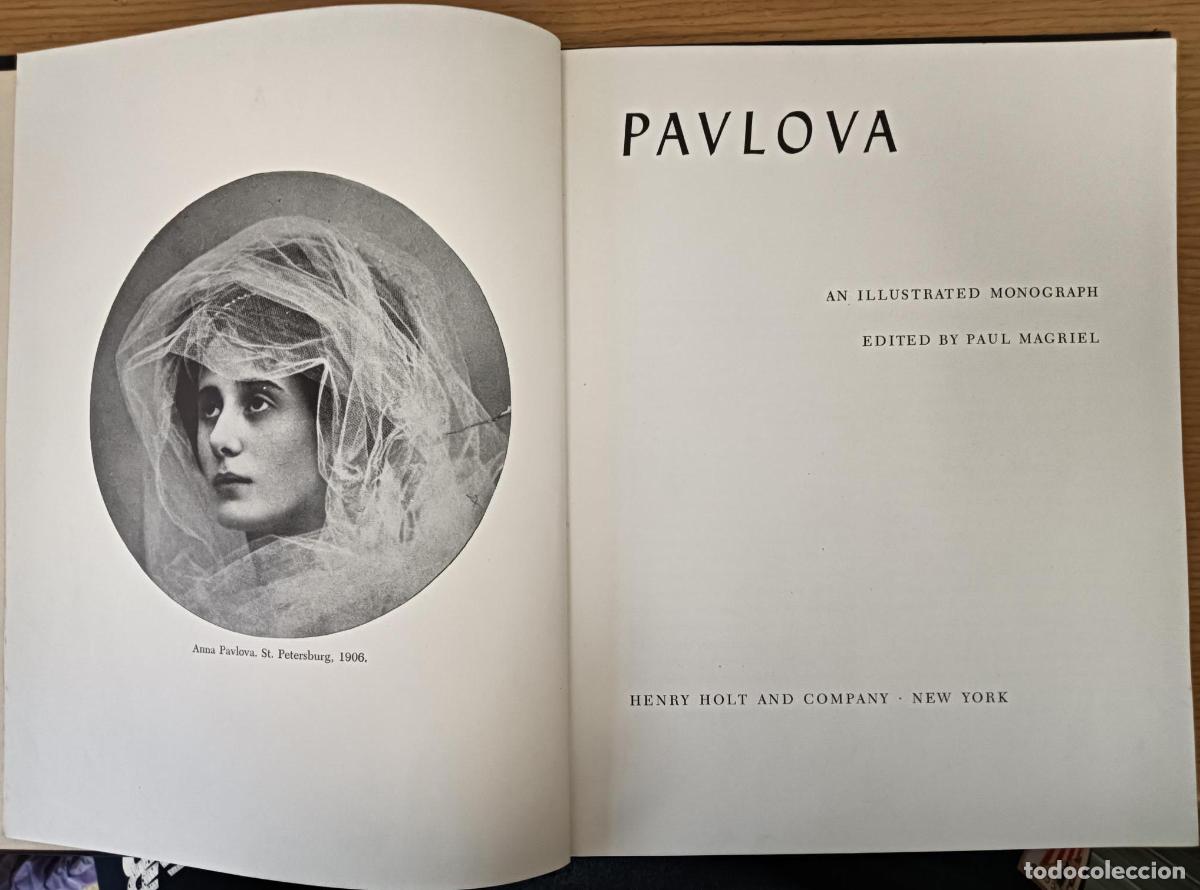 Anna Pavlova. St. Petersburg, 1906.
PAVLOVA
AN ILLUSTRATED MONOGRAPH
EDITED BY PAUL MAGRIEL
HENRY HOLT AND COMPANY · NEW YORK
todocoleccion